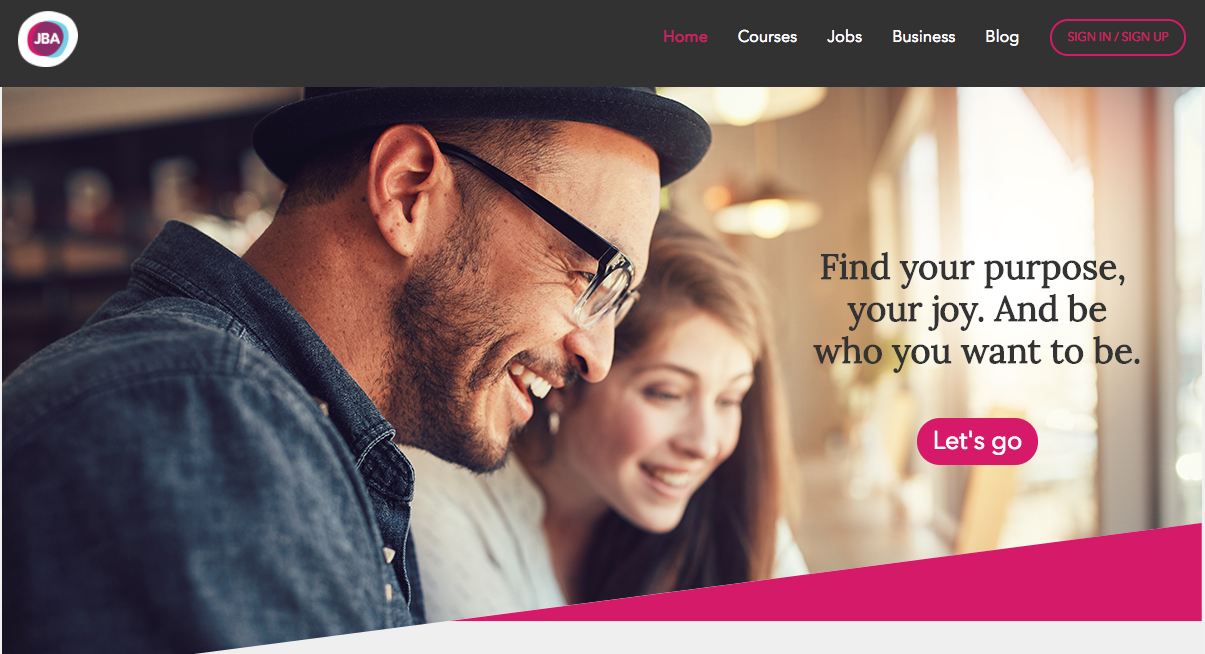 JBA
Home Courses Jobs Business Blog SIGN IN / SIGN UP
Find your purpose,
your joy. And be
who you want to be.
Let's go